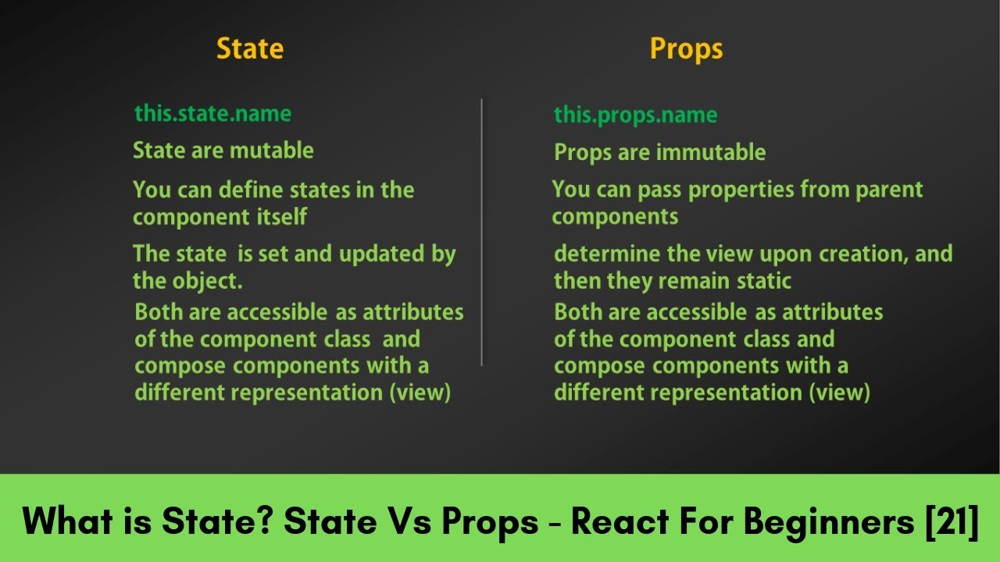 State
this.state.name
State are mutable
You can define states in the
component itself
The state is set and updated by
the object.
Both are accessible as attributes
of the component class and
compose components with a
different representation (view)
Props
this.props.name
Props are immutable
You can pass properties from parent
components
determine the view upon creation, and
then they remain static
Both are accessible as attributes
of the component class and
compose components with a
different representation (view)
What is State? State Vs Props - React For Beginners [21]